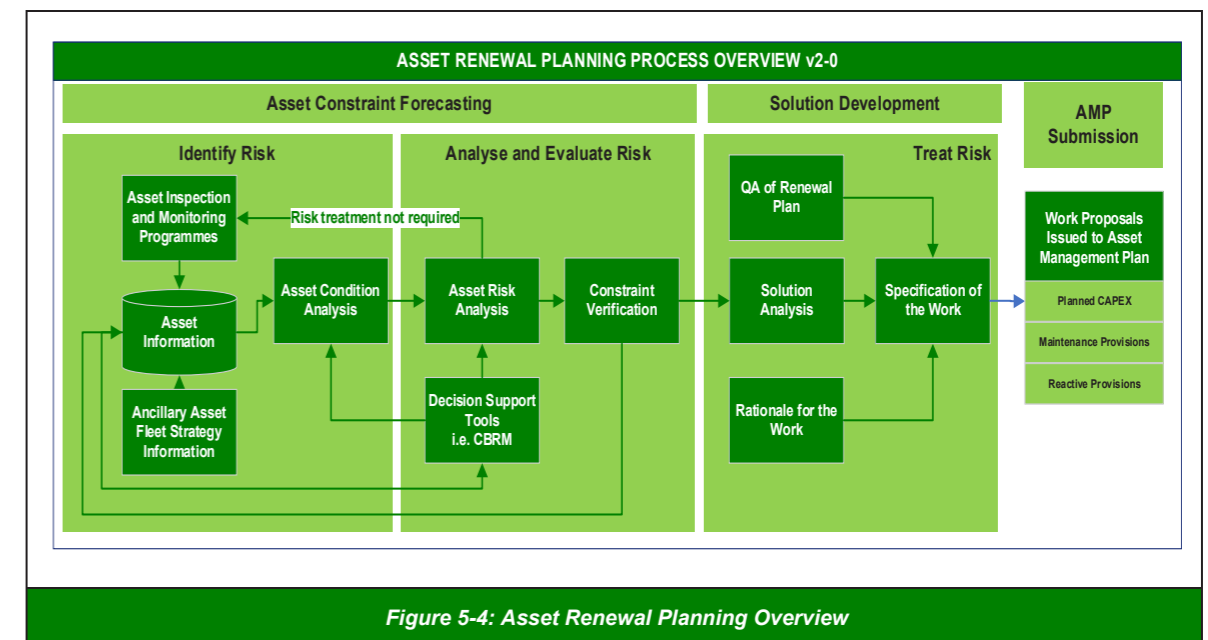 ASSET RENEWAL PLANNING PROCESS OVERVIEW v2-0
Asset Constraint Forecasting
Solution Development
AMP
Submission
Identify Risk
Analyse and Evaluate Risk
Treat Risk
Asset Inspection
and Monitoring
Programmes
Risk treatment not required
QA of Renewal
Plan
Work Proposals
Issued to Asset
Management Plan
Asset
Information
Asset Condition
Analysis
Asset Risk
Analysis
Constraint
Verification
Solution
Analysis
Specification of
the Work
Planned CAPEX
Maintenance Provisions
Reactive Provisions
Ancillary Asset
Fleet Strategy
Information
Decision Support
Tools
i.e. CBRM
Rationale for the
Work
Figure 5-4: Asset Renewal Planning Overview